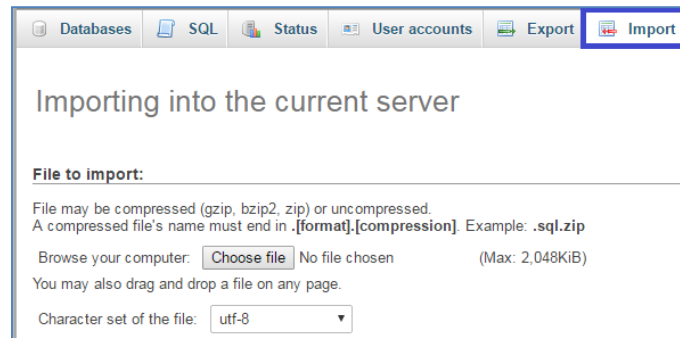 Databases SQL Status User accounts Export Import
Importing into the current server
File to import:
File may be compressed (gzip, bzip2, zip) or uncompressed.
A compressed file's name must end in .[format].[compression]. Example: .sql.zip
Browse your computer: Choose file No file chosen (Max: 2,048KiB)
You may also drag and drop a file on any page.
Character set of the file: utf-8